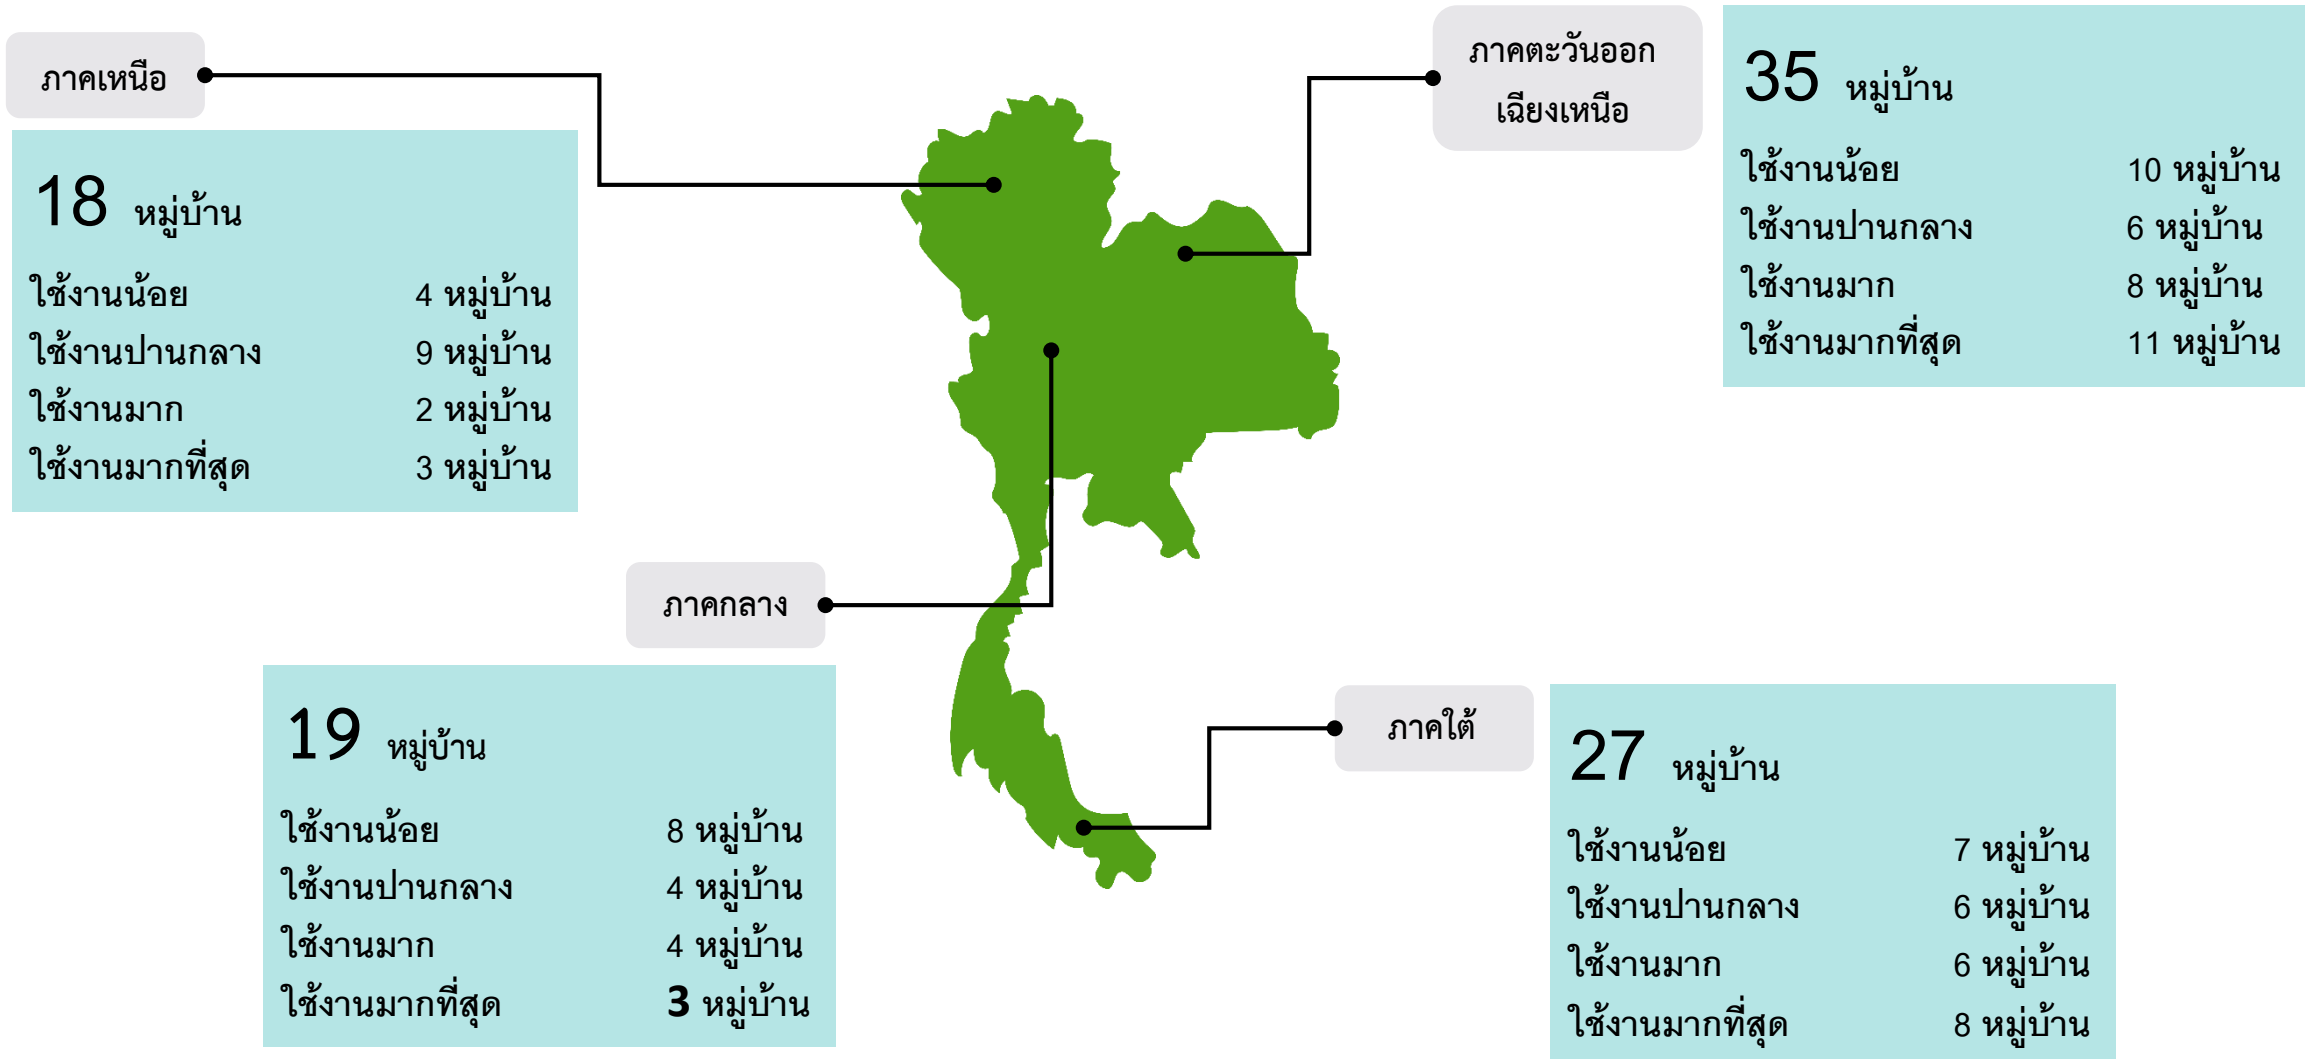 ภาคเหนือ
18 หมู่บ้าน
ใช้งานน้อย 4 หมู่บ้าน
ใช้งานปานกลาง 9 หมู่บ้าน
ใช้งานมาก 2 หมู่บ้าน
ใช้งานมากที่สุด 3 หมู่บ้าน
ภาคตะวันออก
เฉียงเหนือ
35 หมู่บ้าน
ใช้งานน้อย 10 หมู่บ้าน
ใช้งานปานกลาง 6 หมู่บ้าน
ใช้งานมาก 8 หมู่บ้าน
ใช้งานมากที่สุด 11 หมู่บ้าน
ภาคกลาง
19 หมู่บ้าน
ใช้งานน้อย 8 หมู่บ้าน
ใช้งานปานกลาง 4 หมู่บ้าน
ใช้งานมาก 4 หมู่บ้าน
ใช้งานมากที่สุด 3 หมู่บ้าน
ภาคใต้
27 หมู่บ้าน
ใช้งานน้อย 7 หมู่บ้าน
ใช้งานปานกลาง 6 หมู่บ้าน
ใช้งานมาก 6 หมู่บ้าน
ใช้งานมากที่สุด 8 หมู่บ้าน